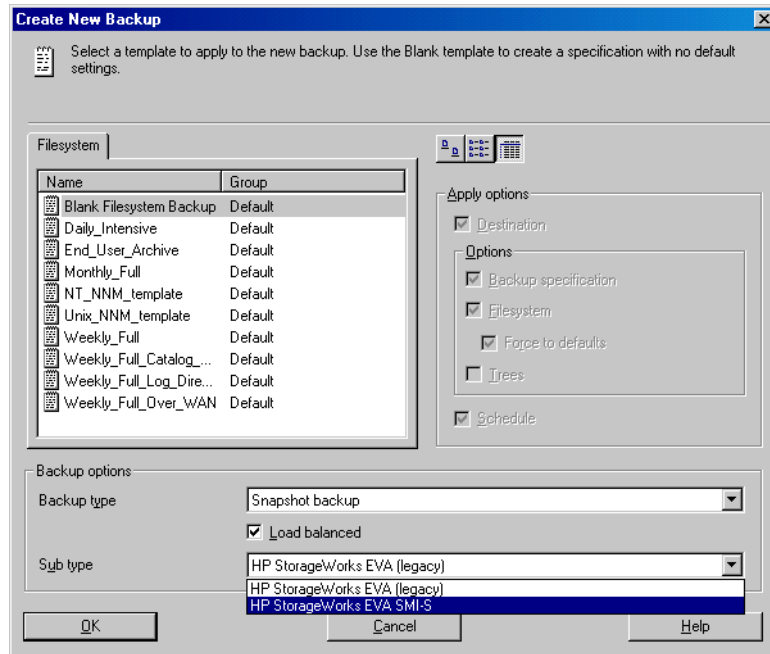 Create New Backup
Select a template to apply to the new backup. Use the Blank template to create a specification with no default
settings.
Filesystem
Name Group
Blank Filesystem Backup Default
Daily_Intensive Default
End_User_Archive Default
Monthly_Full Default
NT_NNM_template Default
Unix_NNM_template Default
Weekly_Full Default
Weekly_Full_Catalog_... Default
Weekly_Full_Log_Dire... Default
Weekly_Full_Over_WAN Default
Apply options
Destination
Options
Backup specification
Filesystem
Force to defaults
Trees
Schedule
Backup options
Backup type Snapshot backup
Load balanced
Sub type HP StorageWorks EVA (legacy)
HP StorageWorks EVA (legacy)
HP StorageWorks EVA SMI-S
OK Cancel Help